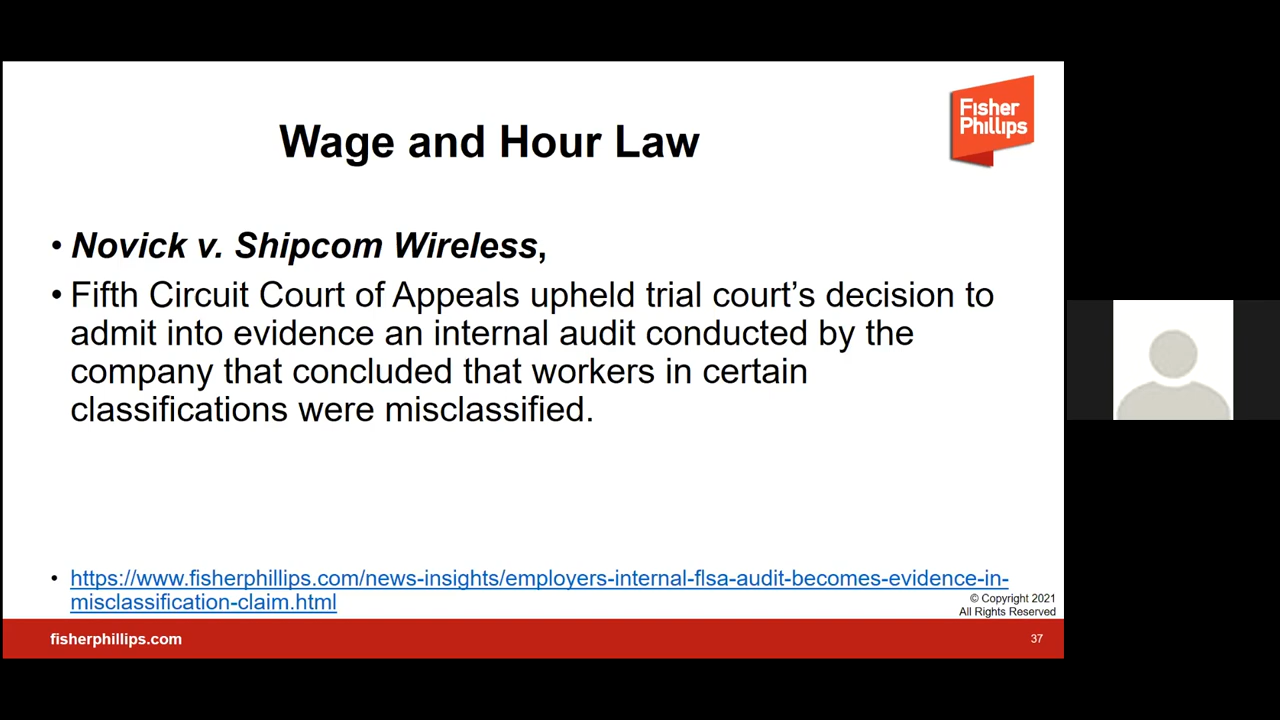 Fisher
Phillips
Wage and Hour Law
• Novick v. Shipcom Wireless,
• Fifth Circuit Court of Appeals upheld trial court’s decision to
admit into evidence an internal audit conducted by the
company that concluded that workers in certain
classifications were misclassified.
• https://www.fisherphillips.com/news-insights/employers-internal-flsa-audit-becomes-evidence-in-
misclassification-claim.html
© Copyright 2021
All Rights Reserved
fisherphillips.com
37